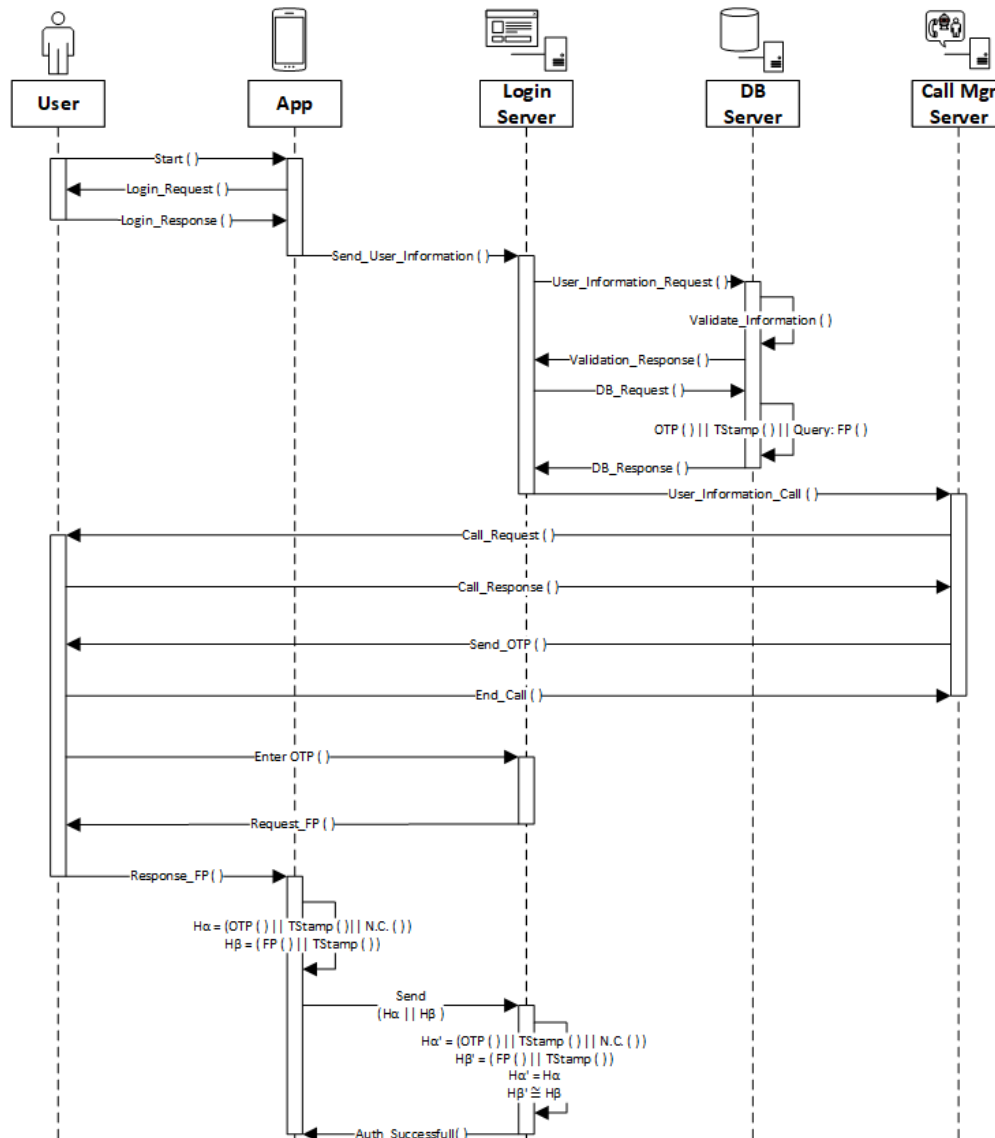 User
App
Login
Server
DB
Server
Call Mgr
Server
Start ( )
Login_Request ( )
Login_Response ( )
Send_User_Information ( )
User_Information_Request ( )
Validate_Information ( )
Validation_Response ( )
DB_Request ( )
OTP ( ) || TStamp ( ) || Query: FP ( )
DB_Response ( )
User_Information_Call ( )
Call_Request ( )
Call_Response ( )
Send_OTP ( )
End_Call ( )
Enter OTP ( )
Request_FP ( )
Response_FP ( )
Hα = (OTP ( ) || TStamp ( ) || N.C. ( ))
Hβ = ( FP ( ) || TStamp ( ))
Send
(Hα || Hβ )
Hα' = (OTP ( ) || TStamp ( ) || N.C. ( ))
Hβ' = ( FP ( ) || TStamp ( ))
Hα' = Hα
Hβ' ≅ Hβ
Auth_Successfull( )